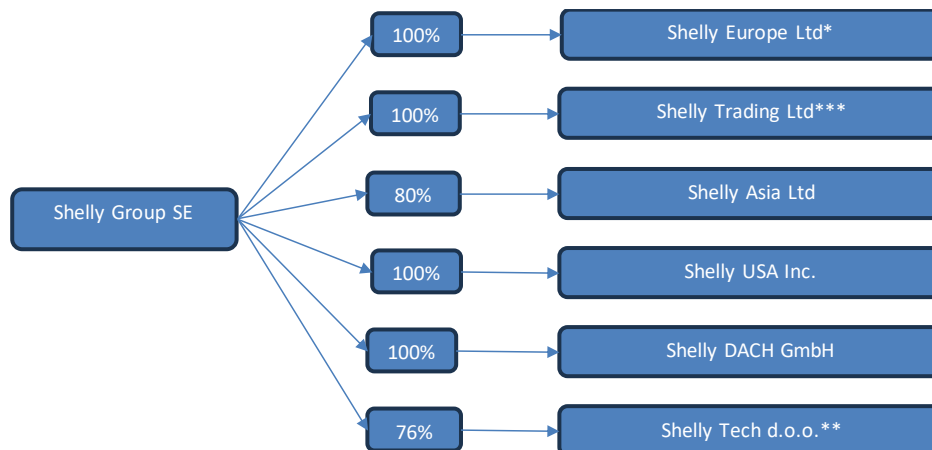 100%
Shelly Europe Ltd*
100%
Shelly Trading Ltd***
Shelly Group SE
80%
Shelly Asia Ltd
100%
Shelly USA Inc.
100%
Shelly DACH GmbH
76%
Shelly Tech d.o.o.**